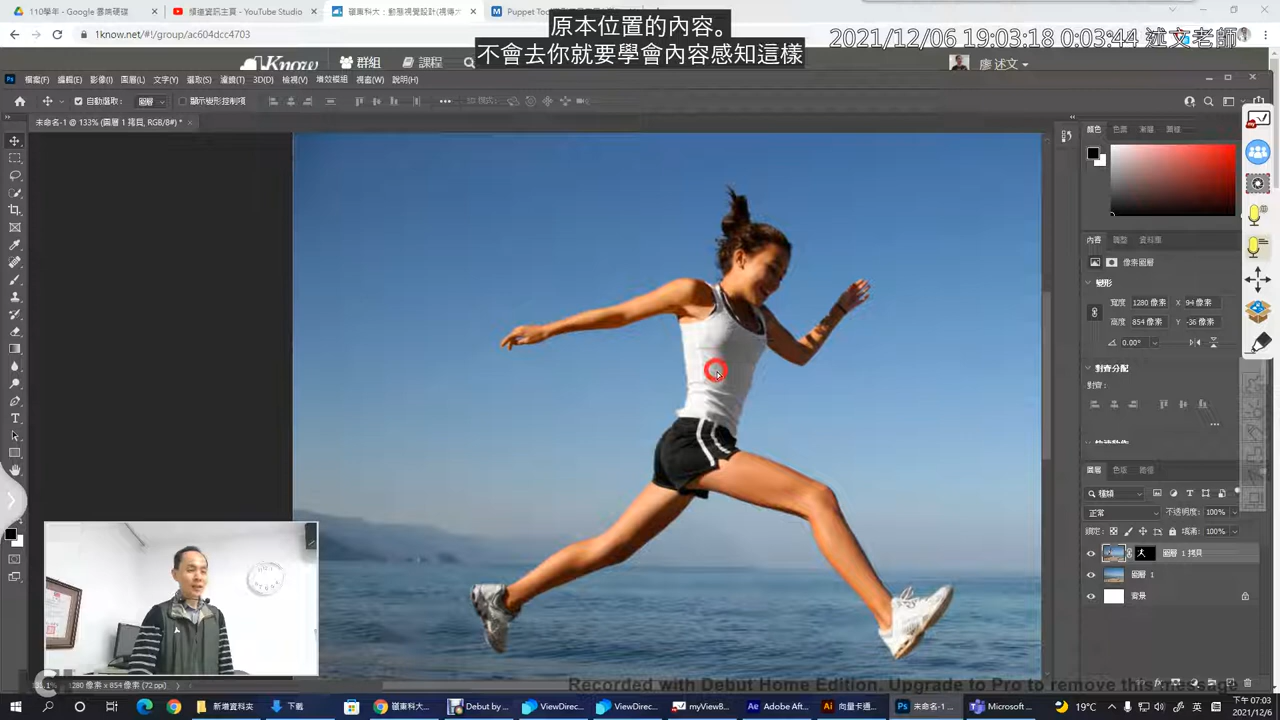 110學年 - Google 雲端硬碟
頻道資訊主頁 - YouTube Studio
Puppet Too
原本位置的內容。
不會去你就要學會內容感知這樣
1know.net/#!/group/ac604dcc4703
2021/12/06 19:03:18 0:03:44 述文老師
1Know
群組
課程
廖 述文
檔案(F) 編輯(E) 影像(I) 圖層(L) 文字(Y) 選取(S) 濾鏡(T) 3D(D) 檢視(V) 增效模組 視窗(W) 說明(H)
自動選取:
圖層
顯示變形控制項
3D 模式:
未命名-1 @ 133% (圖層 1 拷貝, RGB/8#) *
顏色 色票 漸層 圖樣
內容 調整 資料庫
像素圖層
變形
寬度 1280 像素 X 94 像素
高度 854 像素 Y -36 像素
0.00°
對齊分配
對齊:
圖層 色版 路徑
種類
正常
不透明度: 100%
鎖定:
填滿: 100%
圖層 1 拷貝
圖層 1
背景
1280 像素 x 854 像素 (72 ppi)
Recorded with Debut Home Edition. Upgrade to Pro to remove this message
新增資料夾
下載
Debut by
ViewDirec...
ViewDirec...
myViewB...
Adobe After ...
向量卡通...
未命名-1 ...
Microsoft ...
19°C
下午 07:03
2021/12/6